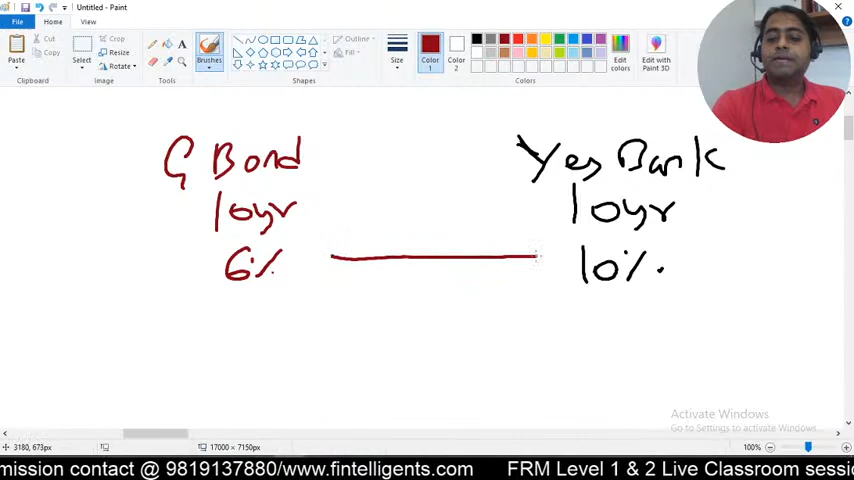 Untitled - Paint
File
Home
View
Paste
Cut
Copy
Clipboard
Select
Crop
Resize
Rotate
Image
Tools
Brushes
Shapes
Outline
Fill
Size
Color
1
Color
2
Colors
Edit
colors
Edit with
Paint 3D
G Bond
10yr
6%
Yes Bank
10yr
10%.
Activate Windows
Go to Settings to activate Windows.
3180, 673px
17000 × 7150px
100%
mission contact @ 9819137880/www.fintelligents.com
FRM Level 1 & 2 Live Classroom sessio